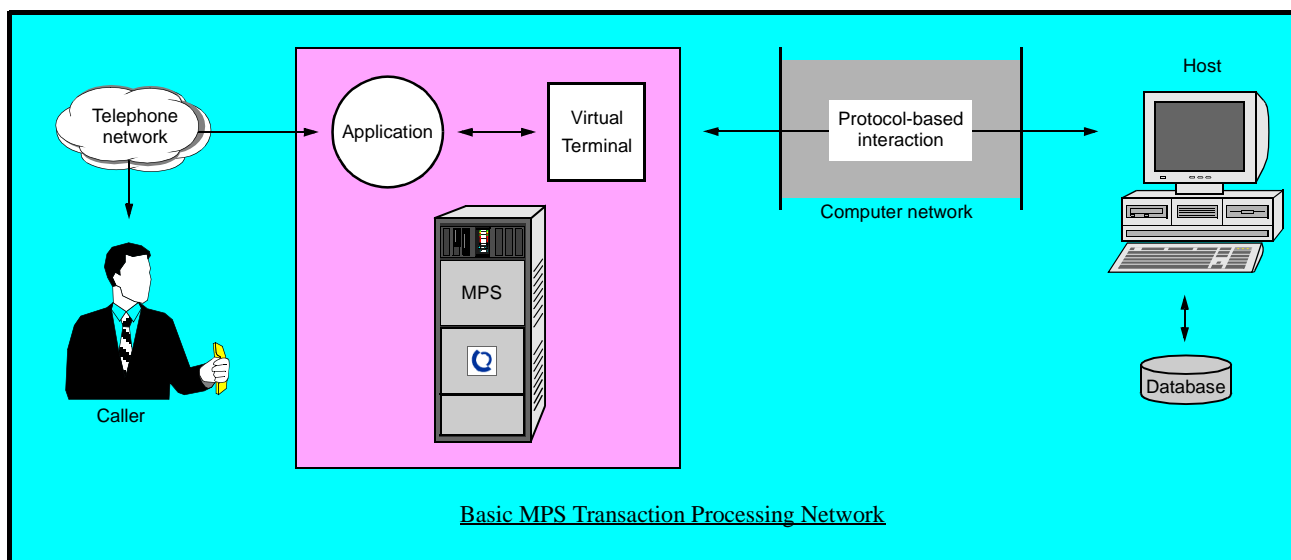 Telephone
network
Application
Virtual
Terminal
Protocol-based
interaction
Host
Computer network
MPS
Caller
Database
Basic MPS Transaction Processing Network